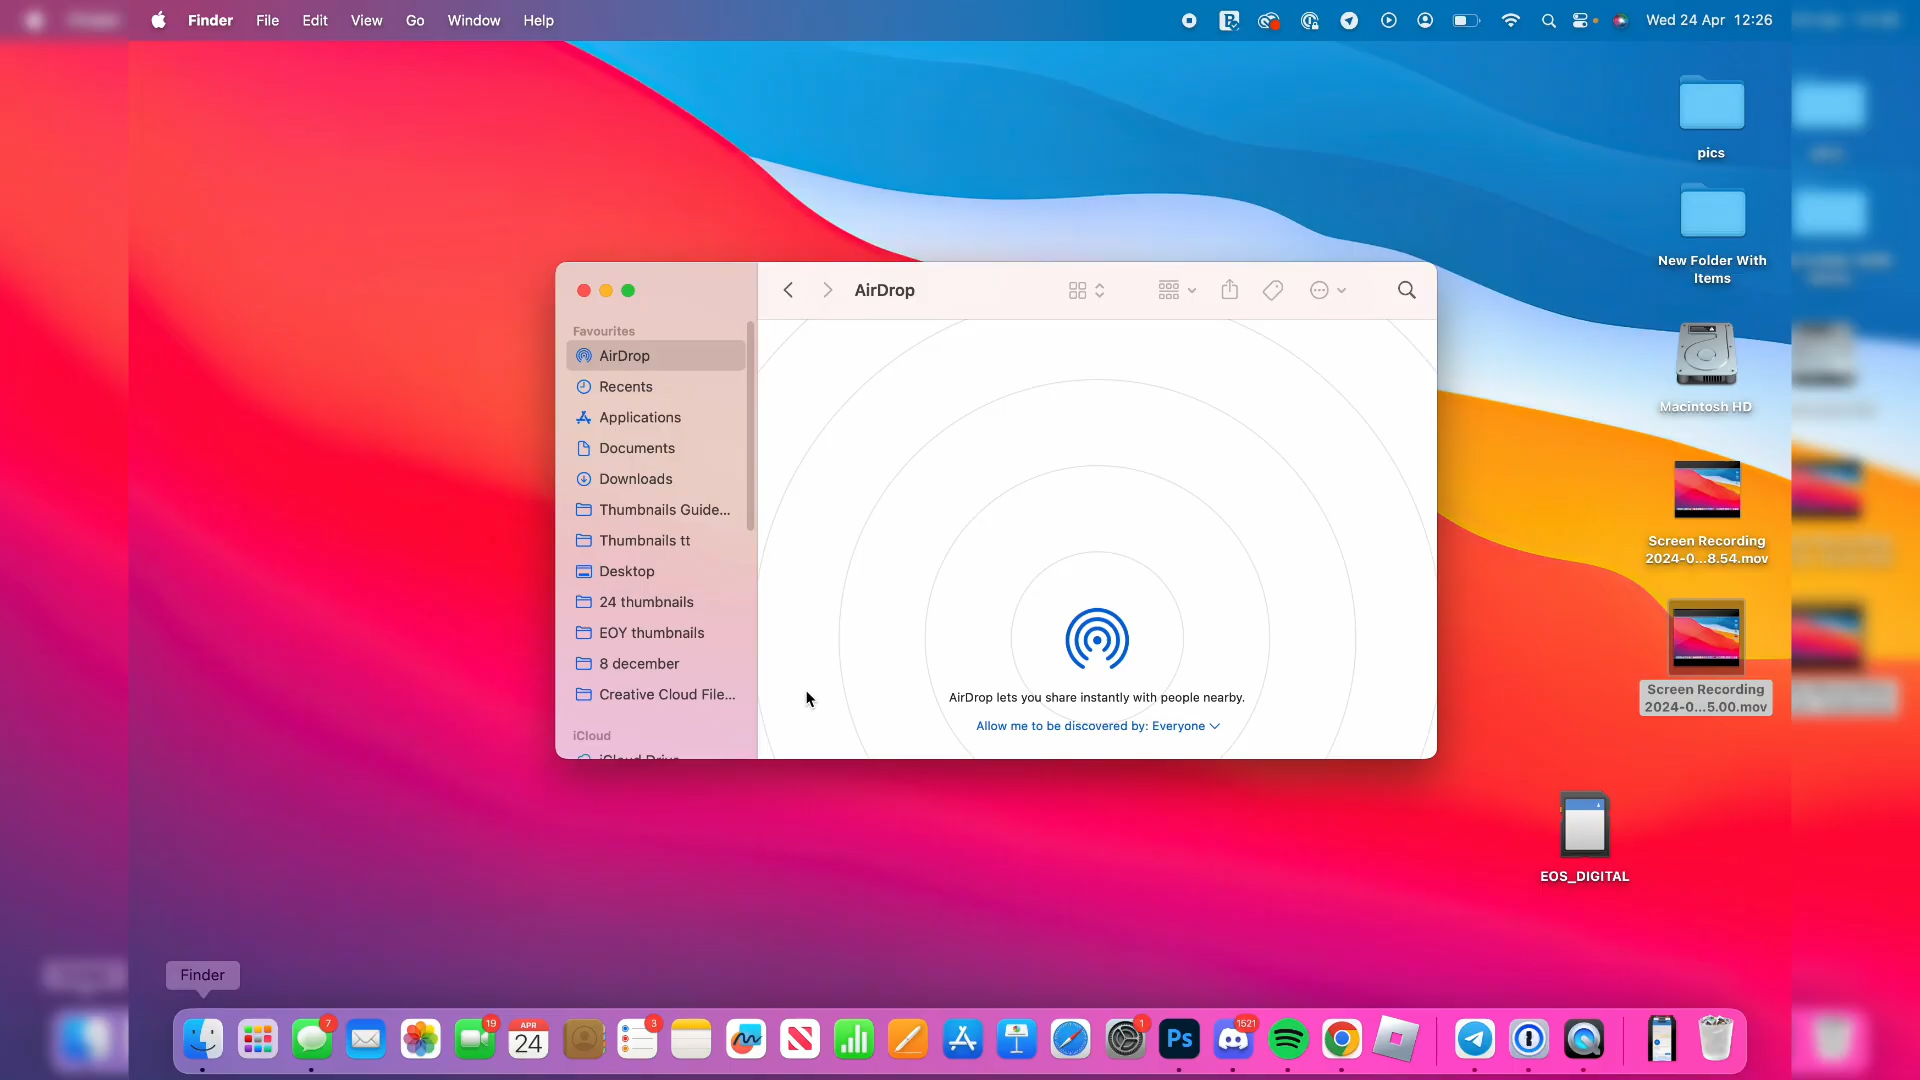 Finder File Edit View Go Window Help
Wed 24 Apr 12:26
pics
New Folder With
Items
Macintosh HD
Screen Recording
2024-0...8.54.mov
Screen Recording
2024-0...5.00.mov
EOS_DIGITAL
AirDrop
Favourites
AirDrop
Recents
Applications
Documents
Downloads
Thumbnails Guide...
Thumbnails tt
Desktop
24 thumbnails
EOY thumbnails
8 december
Creative Cloud File...
iCloud
iCloud Drive
AirDrop lets you share instantly with people nearby.
Allow me to be discovered by: Everyone
Finder
7
19
APR
24
3
1
Ps
1521